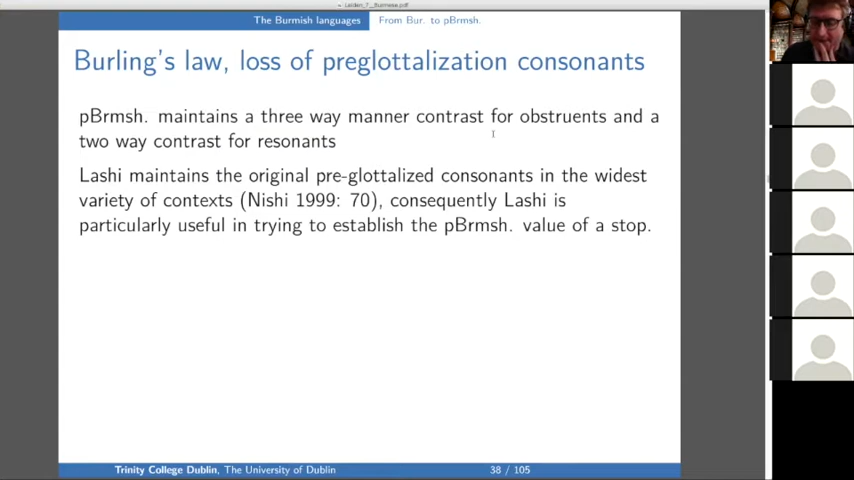 Leiden_7__Burmese.pdf
The Burmish languages From Bur. to pBrmsh.
Burling's law, loss of preglottalization consonants
pBrmsh. maintains a three way manner contrast for obstruents and a
two way contrast for resonants
Lashi maintains the original pre-glottalized consonants in the widest
variety of contexts (Nishi 1999: 70), consequently Lashi is
particularly useful in trying to establish the pBrmsh. value of a stop.
Trinity College Dublin, The University of Dublin 38 / 105